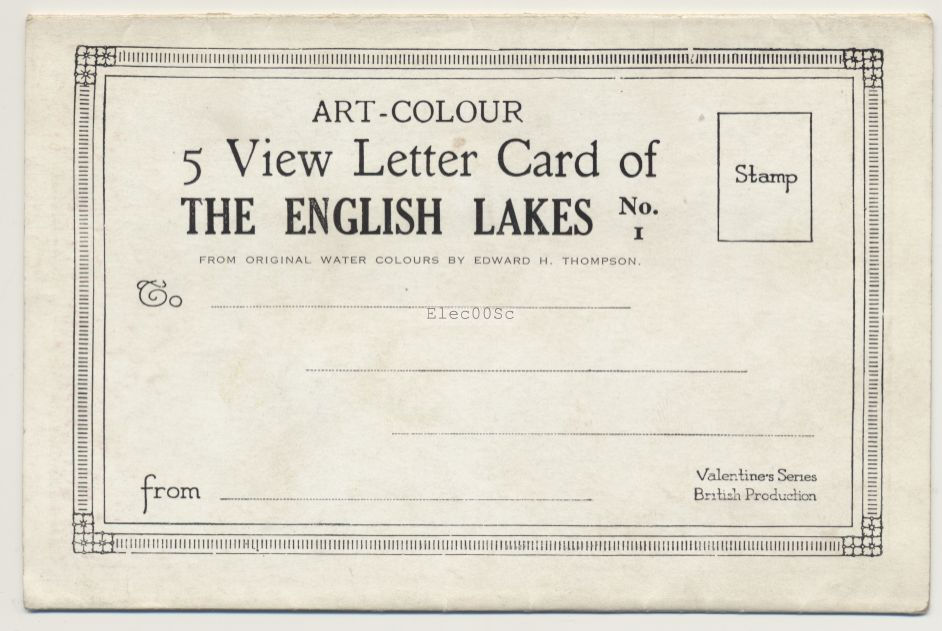 ART-COLOUR
5 View Letter Card of
THE ENGLISH LAKES No. 1
FROM ORIGINAL WATER COLOURS BY EDWARD H. THOMPSON.
Stamp
To
Elec00Sc
from
Valentine's Series
British Production